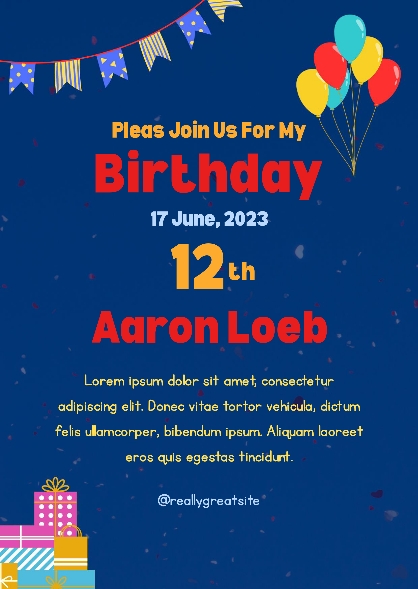 Pleas Join Us For My
Birthday
17 June, 2023
12th
Aaron Loeb
Lorem ipsum dolor sit amet, consectetur
adipiscing elit. Donec vitae tortor vehicula, dictum
felis ullamcorper, bibendum ipsum. Aliquam laoreet
eros quis egestas tincidunt.
@reallygreatsite